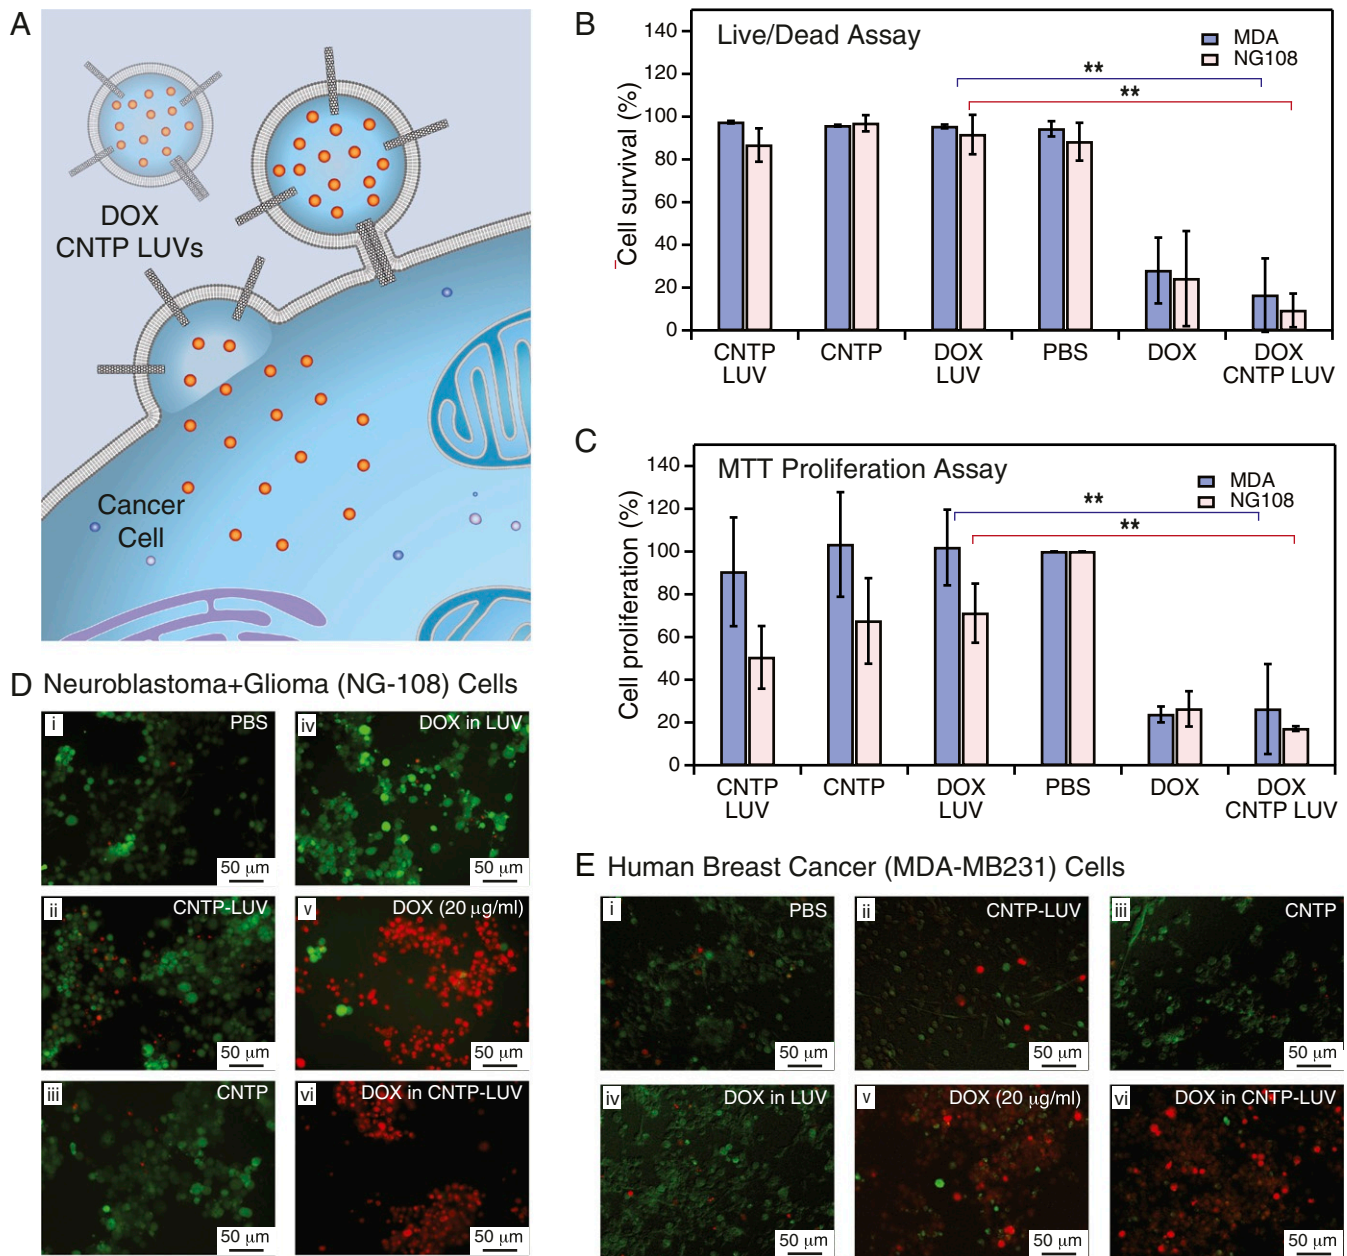 A
DOX
CNTP LUVs
Cancer
Cell
B
Live/Dead Assay
MDA
NG108
**
**
Cell survival (%)
140
120
100
80
60
40
20
0
CNTP
LUV
CNTP
DOX
LUV
PBS
DOX
DOX
CNTP LUV
C
MTT Proliferation Assay
MDA
NG108
**
**
Cell proliferation (%)
140
120
100
80
60
40
20
0
CNTP
LUV
CNTP
DOX
LUV
PBS
DOX
DOX
CNTP LUV
D Neuroblastoma+Glioma (NG-108) Cells
i PBS
50 µm
iv DOX in LUV
50 µm
ii CNTP-LUV
50 µm
v DOX (20 µg/ml)
50 µm
iii CNTP
50 µm
vi DOX in CNTP-LUV
50 µm
E Human Breast Cancer (MDA-MB231) Cells
i PBS
50 µm
ii CNTP-LUV
50 µm
iii CNTP
50 µm
iv DOX in LUV
50 µm
v DOX (20 µg/ml)
50 µm
vi DOX in CNTP-LUV
50 µm